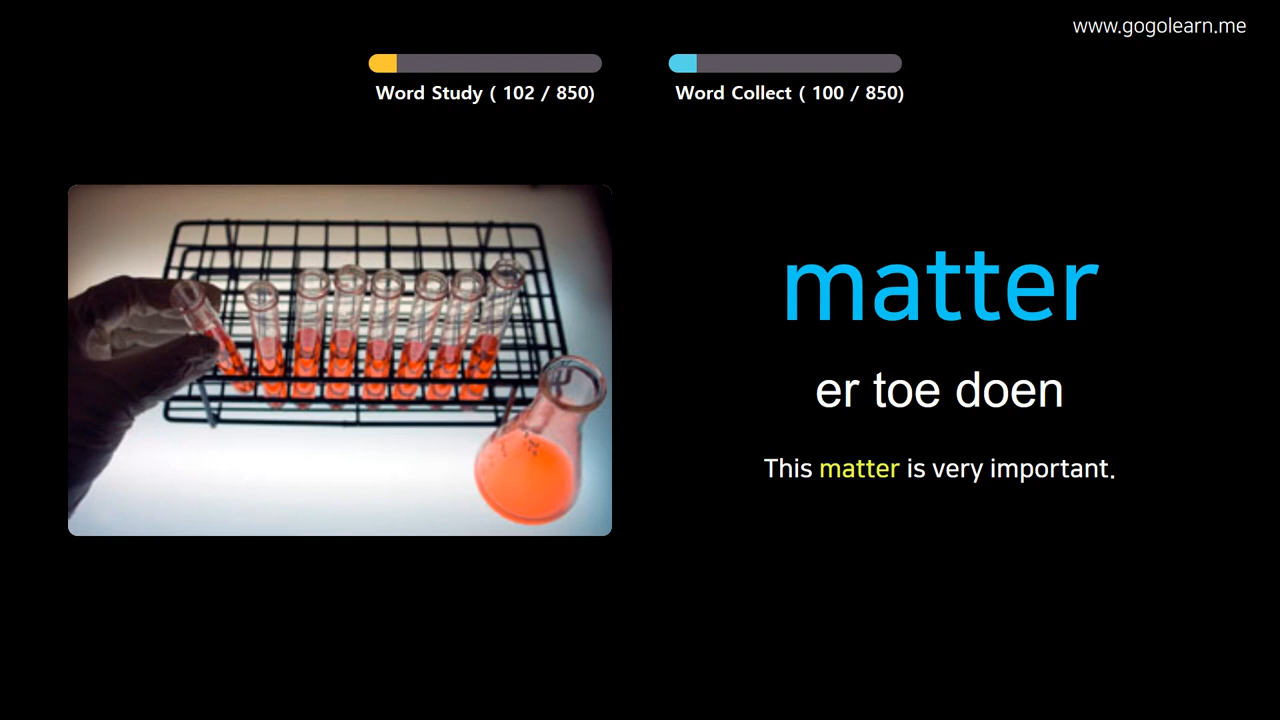 www.gogolearn.me
Word Study ( 102 / 850)
Word Collect ( 100 / 850)
matter
er toe doen
This matter is very important.